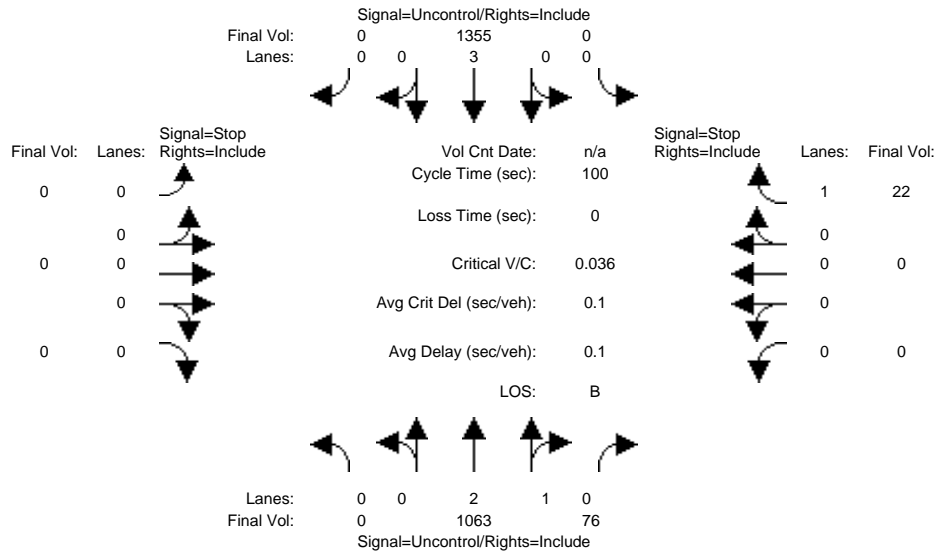 Signal=Uncontrol/Rights=Include
Final Vol: 0 1355 0
Lanes: 0 0 3 0 0
Signal=Stop
Final Vol: Lanes: Rights=Include
Vol Cnt Date: n/a
Signal=Stop
Rights=Include Lanes: Final Vol:
Cycle Time (sec): 100
0 0
1 22
Loss Time (sec): 0
0
0
0 0
Critical V/C: 0.036
0 0
0
Avg Crit Del (sec/veh): 0.1
0
0 0
Avg Delay (sec/veh): 0.1
0 0
LOS: B
Lanes: 0 0 2 1 0
Final Vol: 0 1063 76
Signal=Uncontrol/Rights=Include